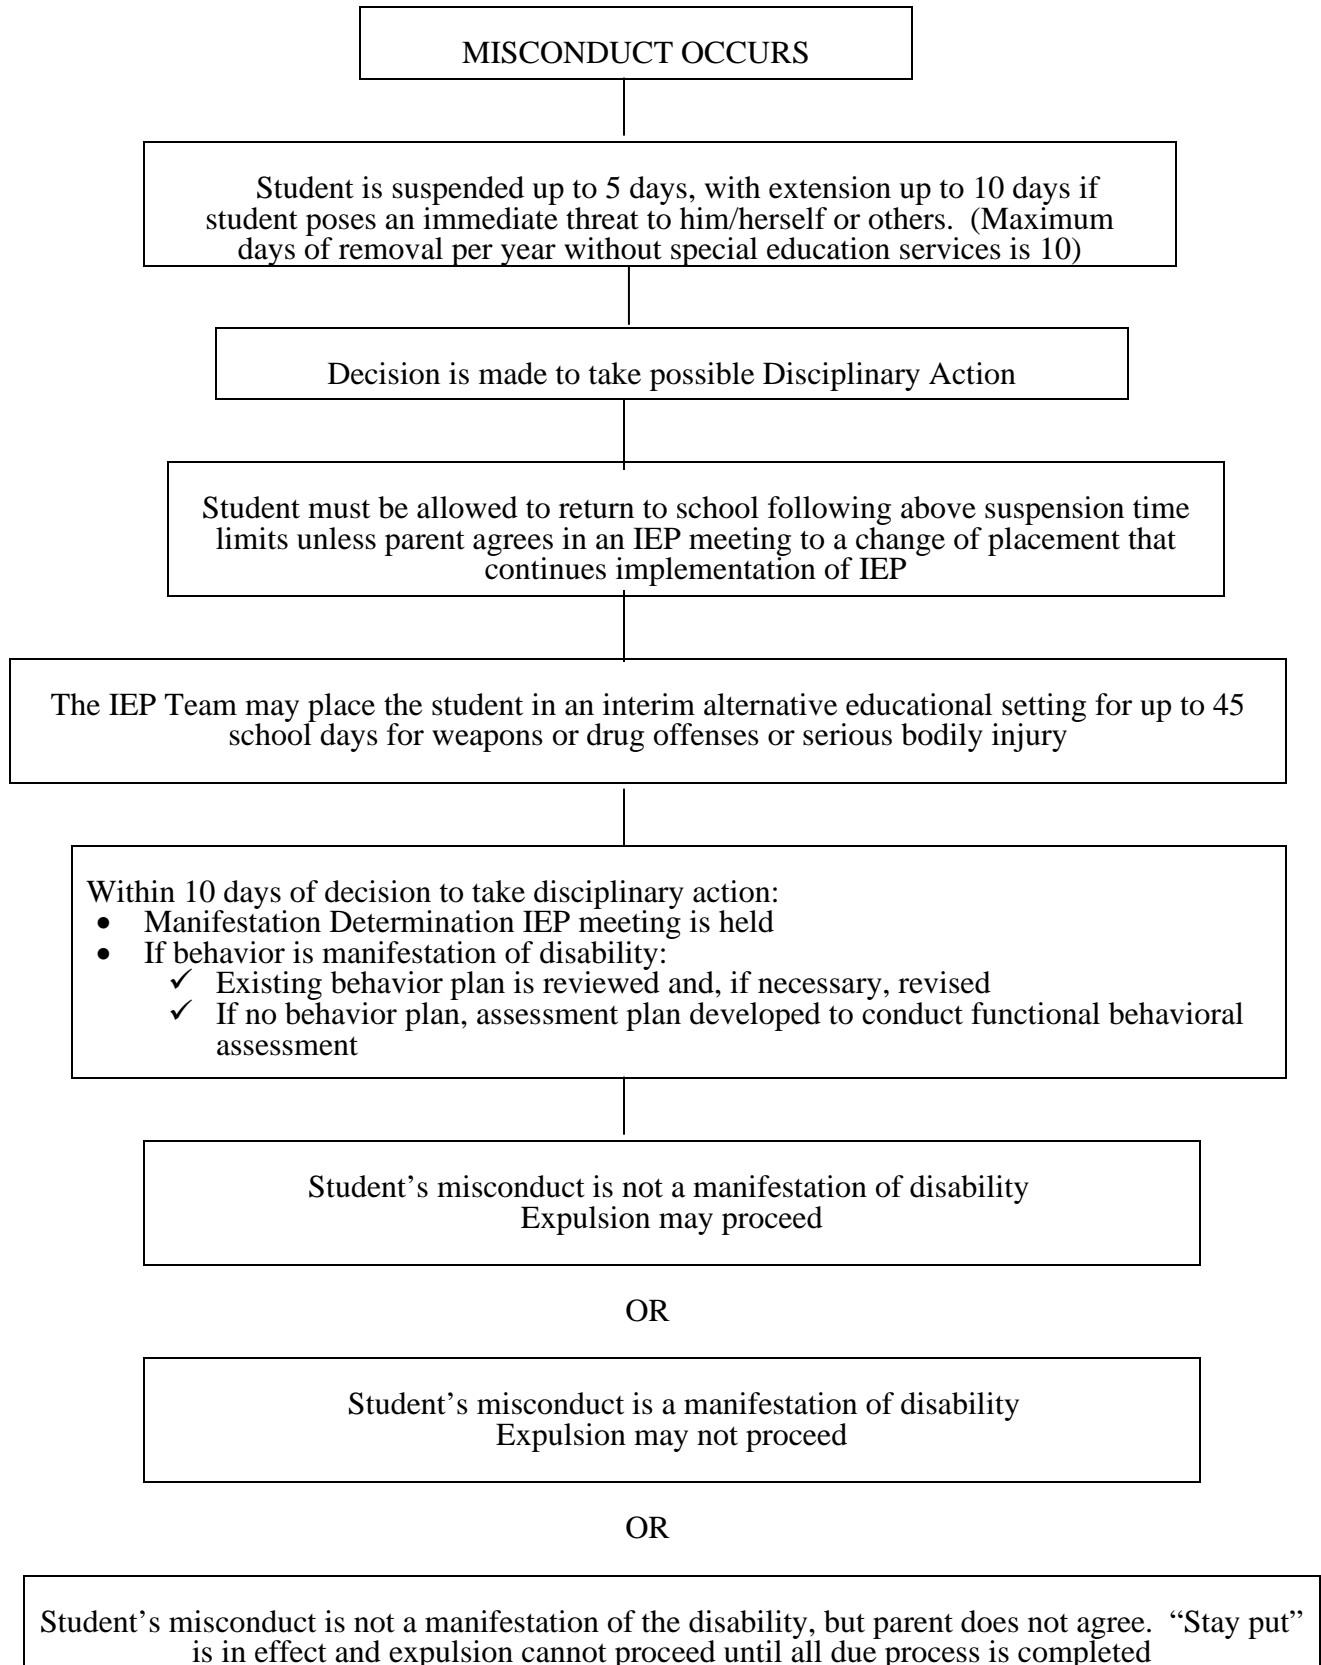 MISCONDUCT OCCURS
Student is suspended up to 5 days, with extension up to 10 days if
student poses an immediate threat to him/herself or others.  (Maximum
days of removal per year without special education services is 10)
Decision is made to take possible Disciplinary Action
Student must be allowed to return to school following above suspension time
limits unless parent agrees in an IEP meeting to a change of placement that
continues implementation of IEP
The IEP Team may place the student in an interim alternative educational setting for up to 45
school days for weapons or drug offenses or serious bodily injury
Within 10 days of decision to take disciplinary action:
• Manifestation Determination IEP meeting is held
• If behavior is manifestation of disability:
✓ Existing behavior plan is reviewed and, if necessary, revised
✓ If no behavior plan, assessment plan developed to conduct functional behavioral
assessment
Student’s misconduct is not a manifestation of disability
Expulsion may proceed
OR
Student’s misconduct is a manifestation of disability
Expulsion may not proceed
OR
Student’s misconduct is not a manifestation of the disability, but parent does not agree.  “Stay put”
is in effect and expulsion cannot proceed until all due process is completed